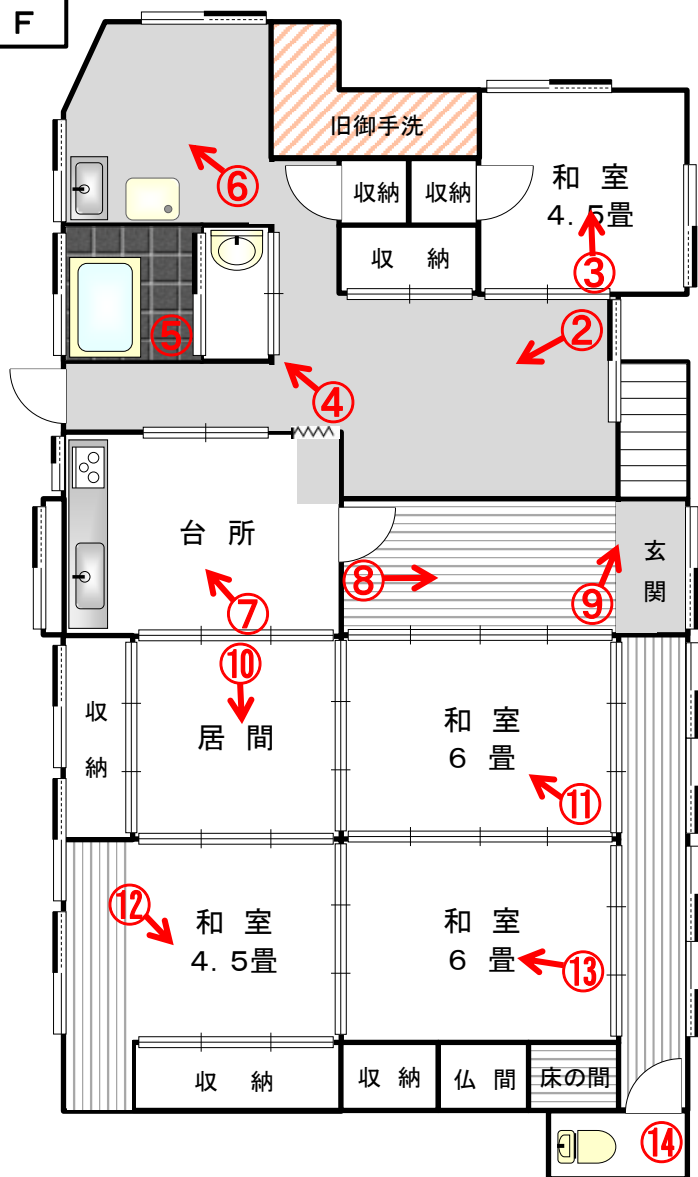 F
旧御手洗
⑥
収納
収納
和 室
4.5畳
収 納
③
②
⑤
④
台 所
玄
関
⑧
⑨
⑦
⑩
収
納
居 間
和 室
6 畳
⑪
⑫
和 室
4.5畳
和 室
6 畳
⑬
収 納
収 納
仏 間
床の間
⑭